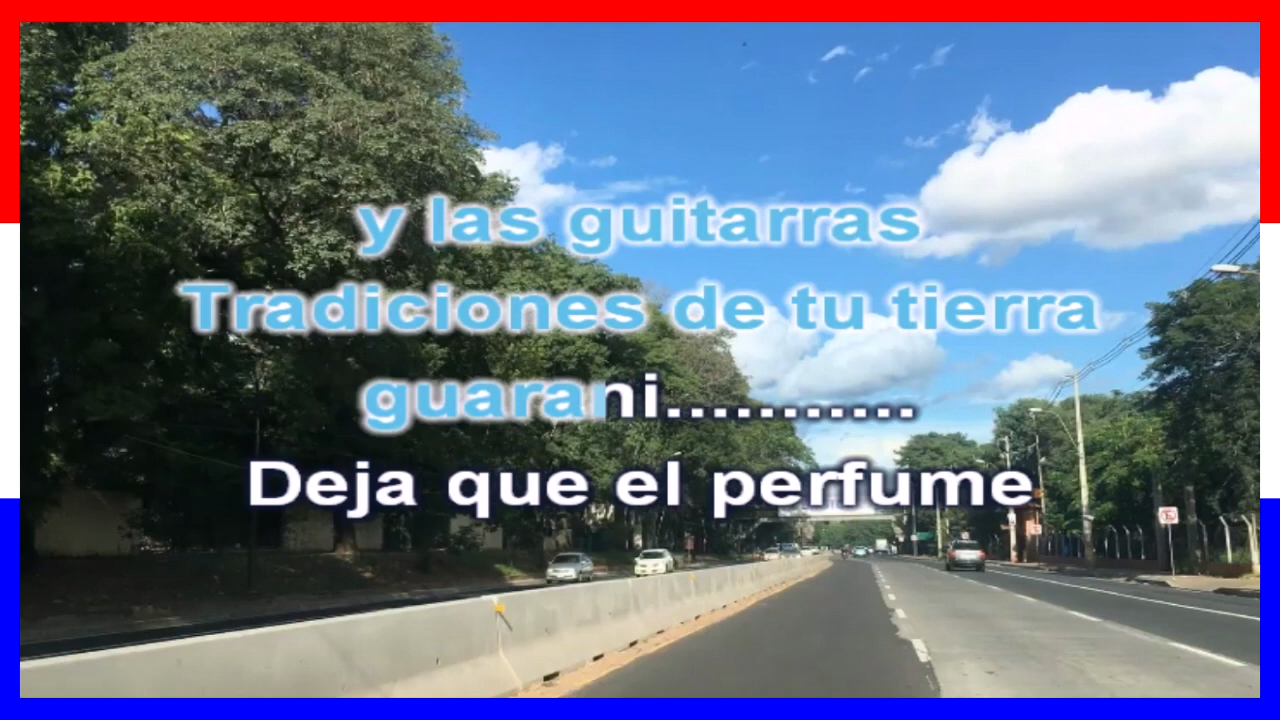 y las guitarras
Tradiciones de tu tierra
guarani...........
Deja que el perfume